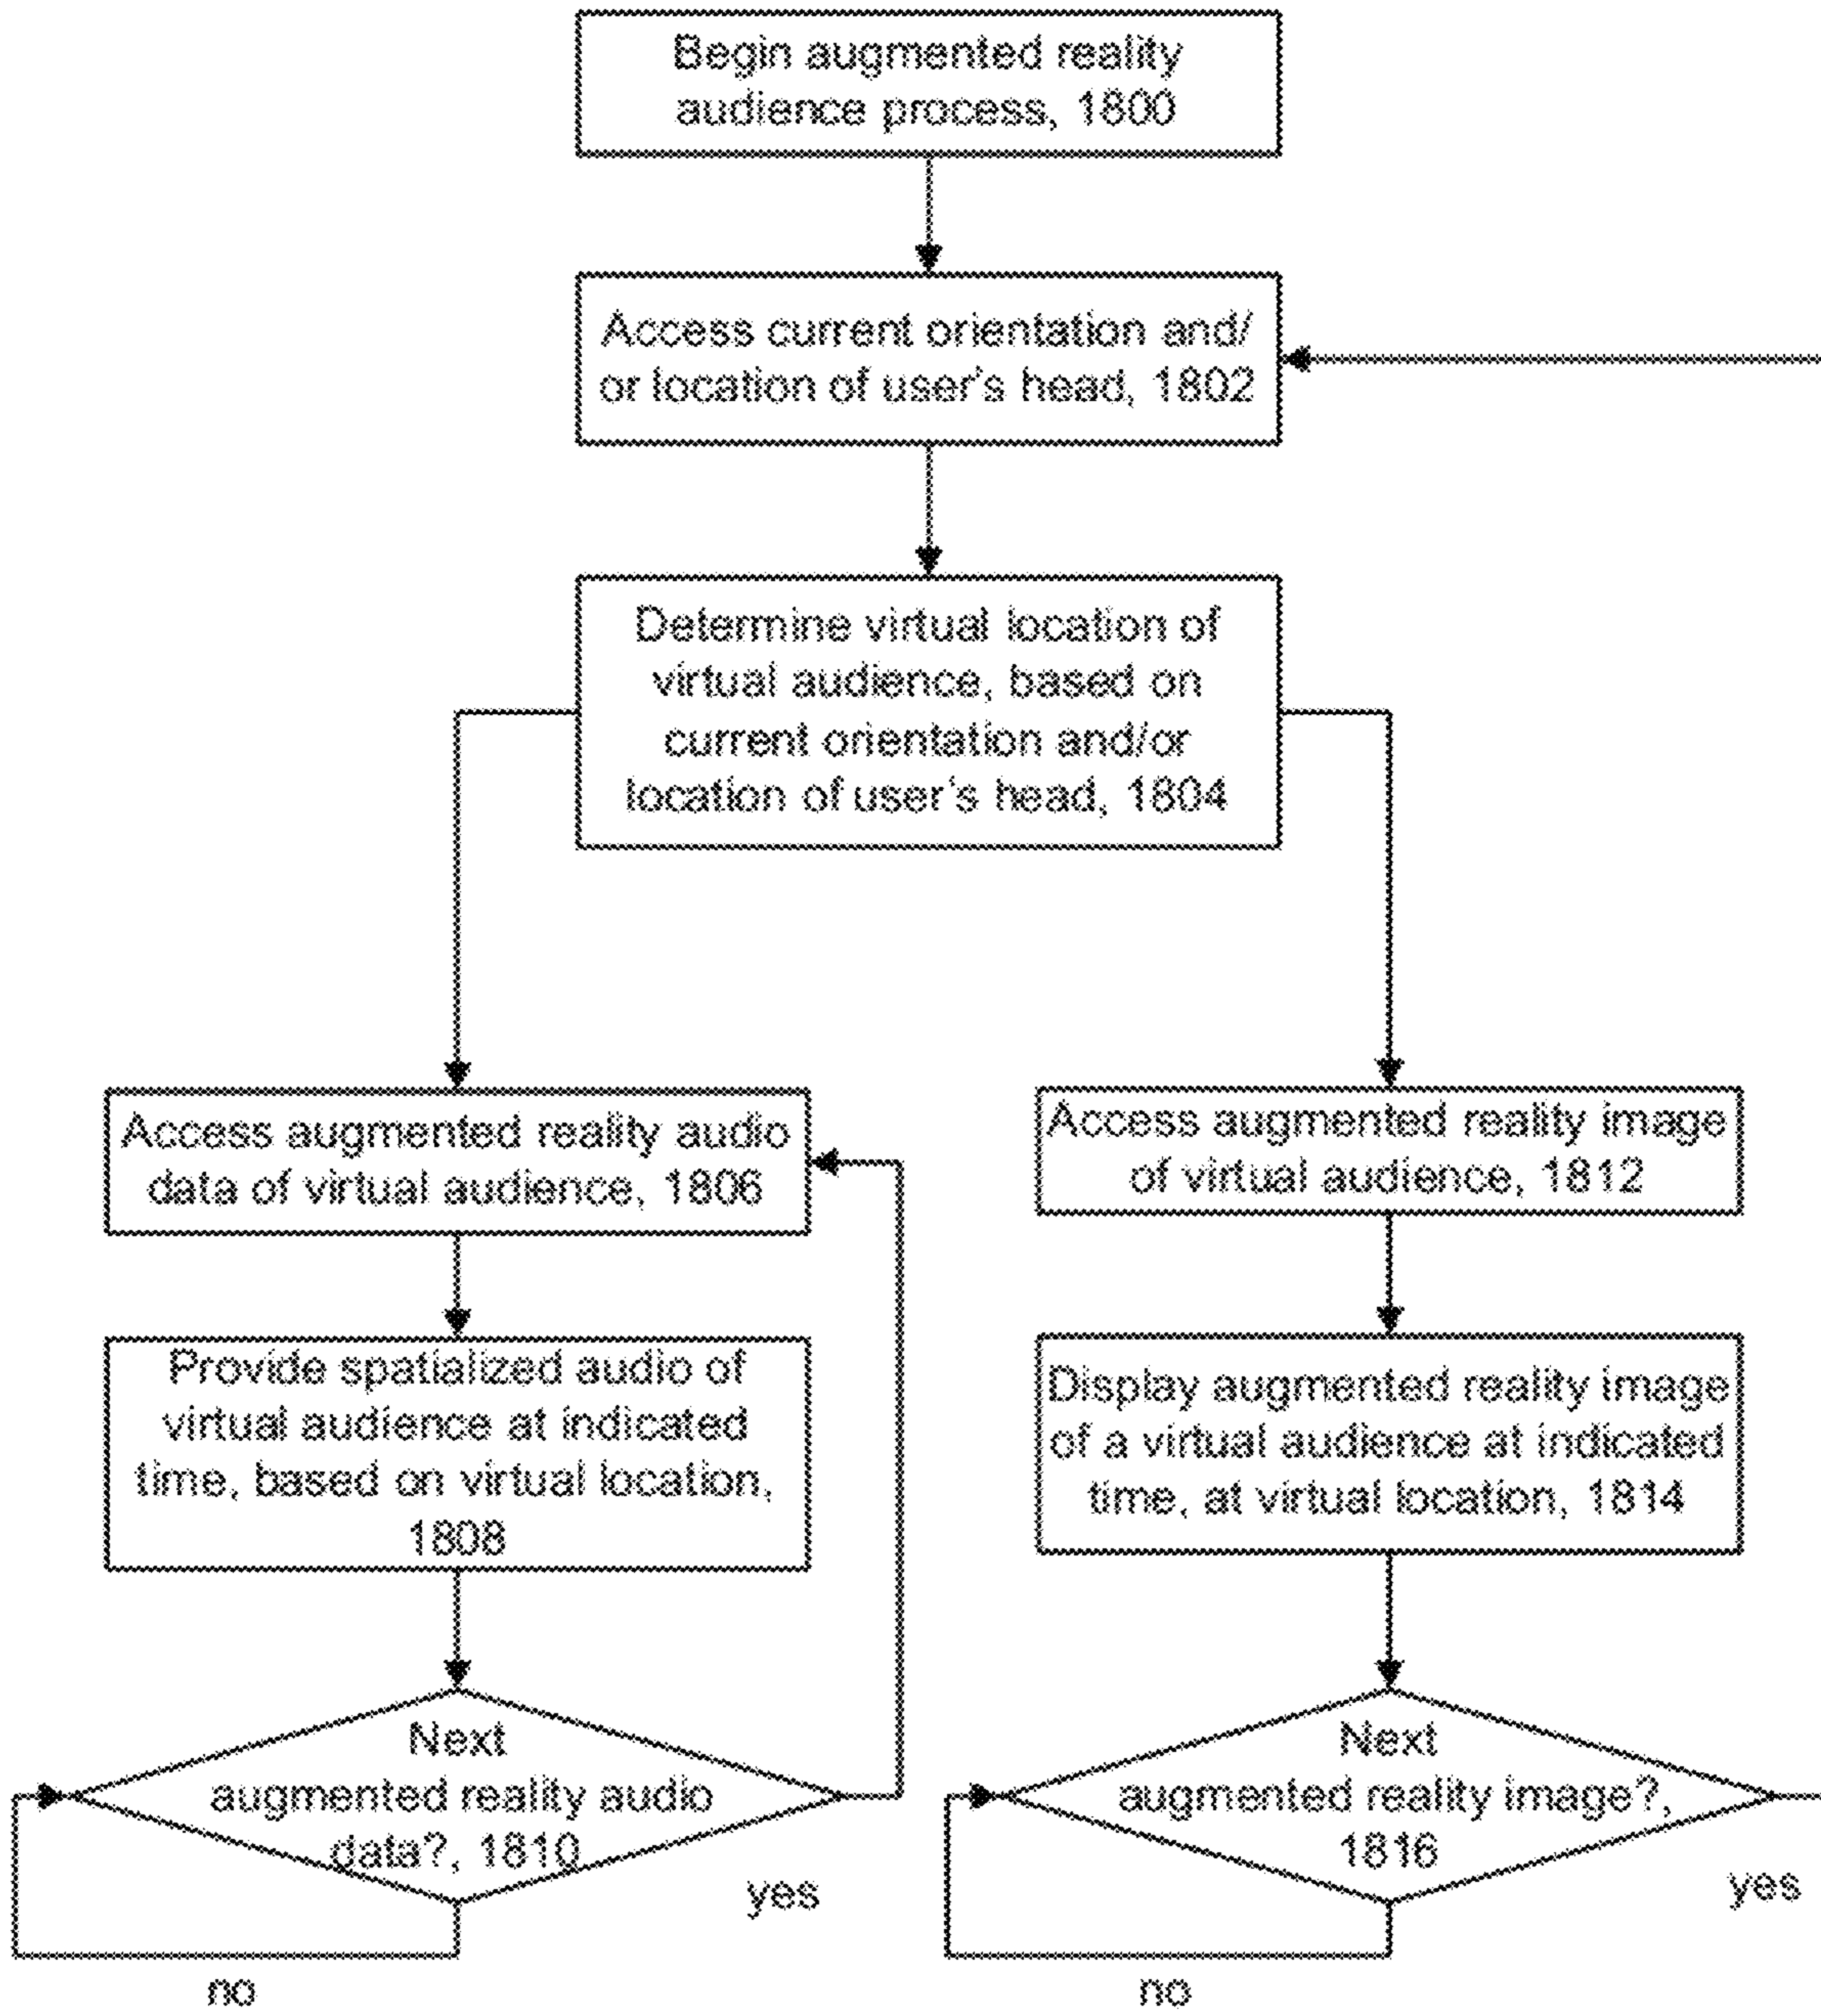 Begin augmented reality
audience process, 1800
Access current orientation and/
or location of user's head, 1802
Determine virtual location of
virtual audience, based on
current orientation and/or
location of user's head, 1804
Access augmented reality audio
data of virtual audience, 1806
Provide spatialized audio of
virtual audience at indicated
time, based on virtual location,
1808
Next
augmented reality audio
data?, 1810
yes
no
Access augmented reality image
of virtual audience, 1812
Display augmented reality image
of a virtual audience at indicated
time, at virtual location, 1814
Next
augmented reality image?,
1816
yes
no